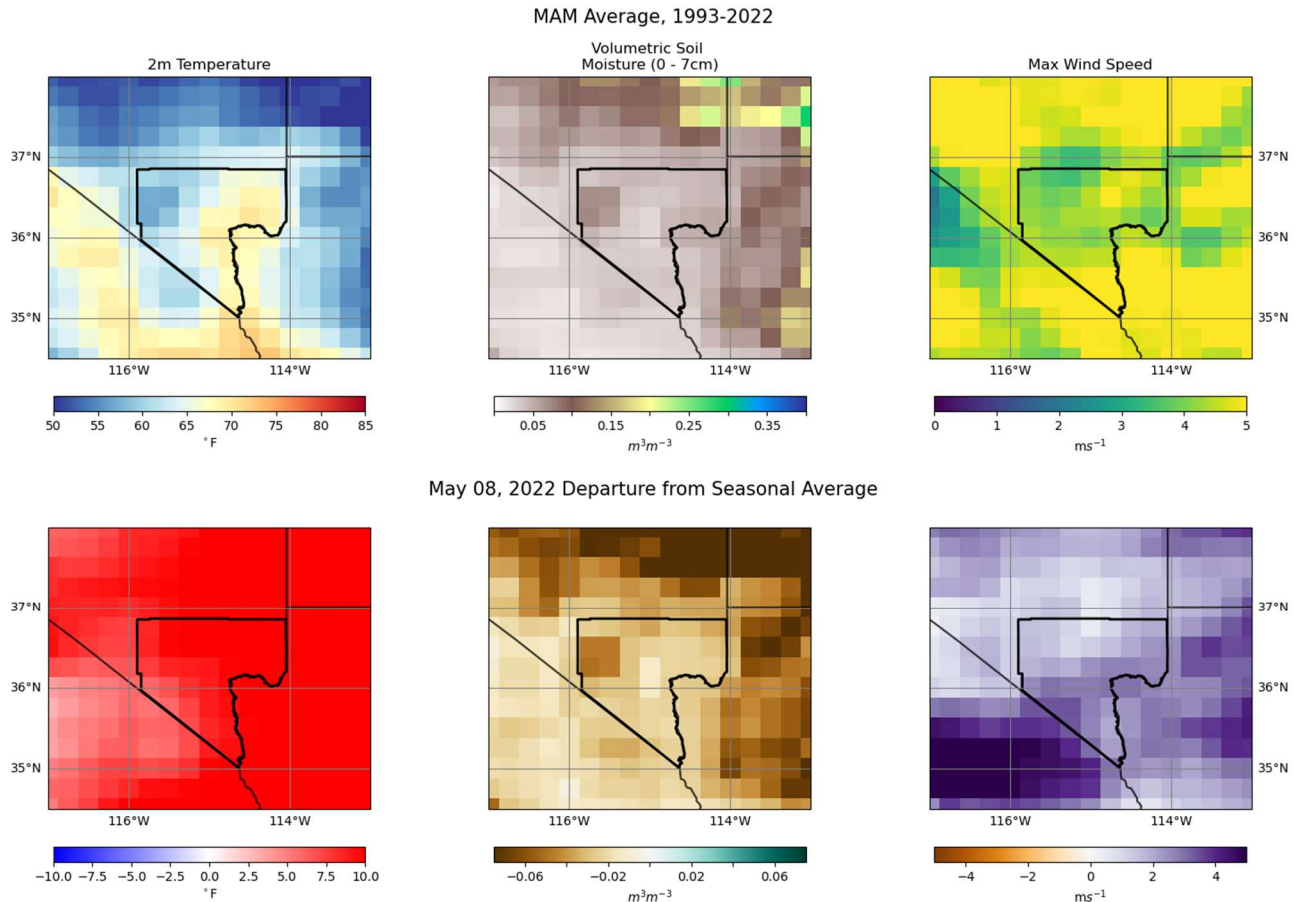 MAM Average, 1993-2022
2m Temperature
Volumetric Soil
Moisture (0 - 7cm)
Max Wind Speed
37°N
36°N
35°N
116°W
114°W
116°W
114°W
116°W
114°W
37°N
36°N
35°N
50 55 60 65 70 75 80 85
°F
0.05 0.15 0.25 0.35
m³m⁻³
0 1 2 3 4 5
ms⁻¹
May 08, 2022 Departure from Seasonal Average
37°N
36°N
35°N
116°W
114°W
116°W
114°W
116°W
114°W
37°N
36°N
35°N
−10.0 −7.5 −5.0 −2.5 0.0 2.5 5.0 7.5 10.0
°F
−0.06 −0.02 0.02 0.06
m³m⁻³
−4 −2 0 2 4
ms⁻¹